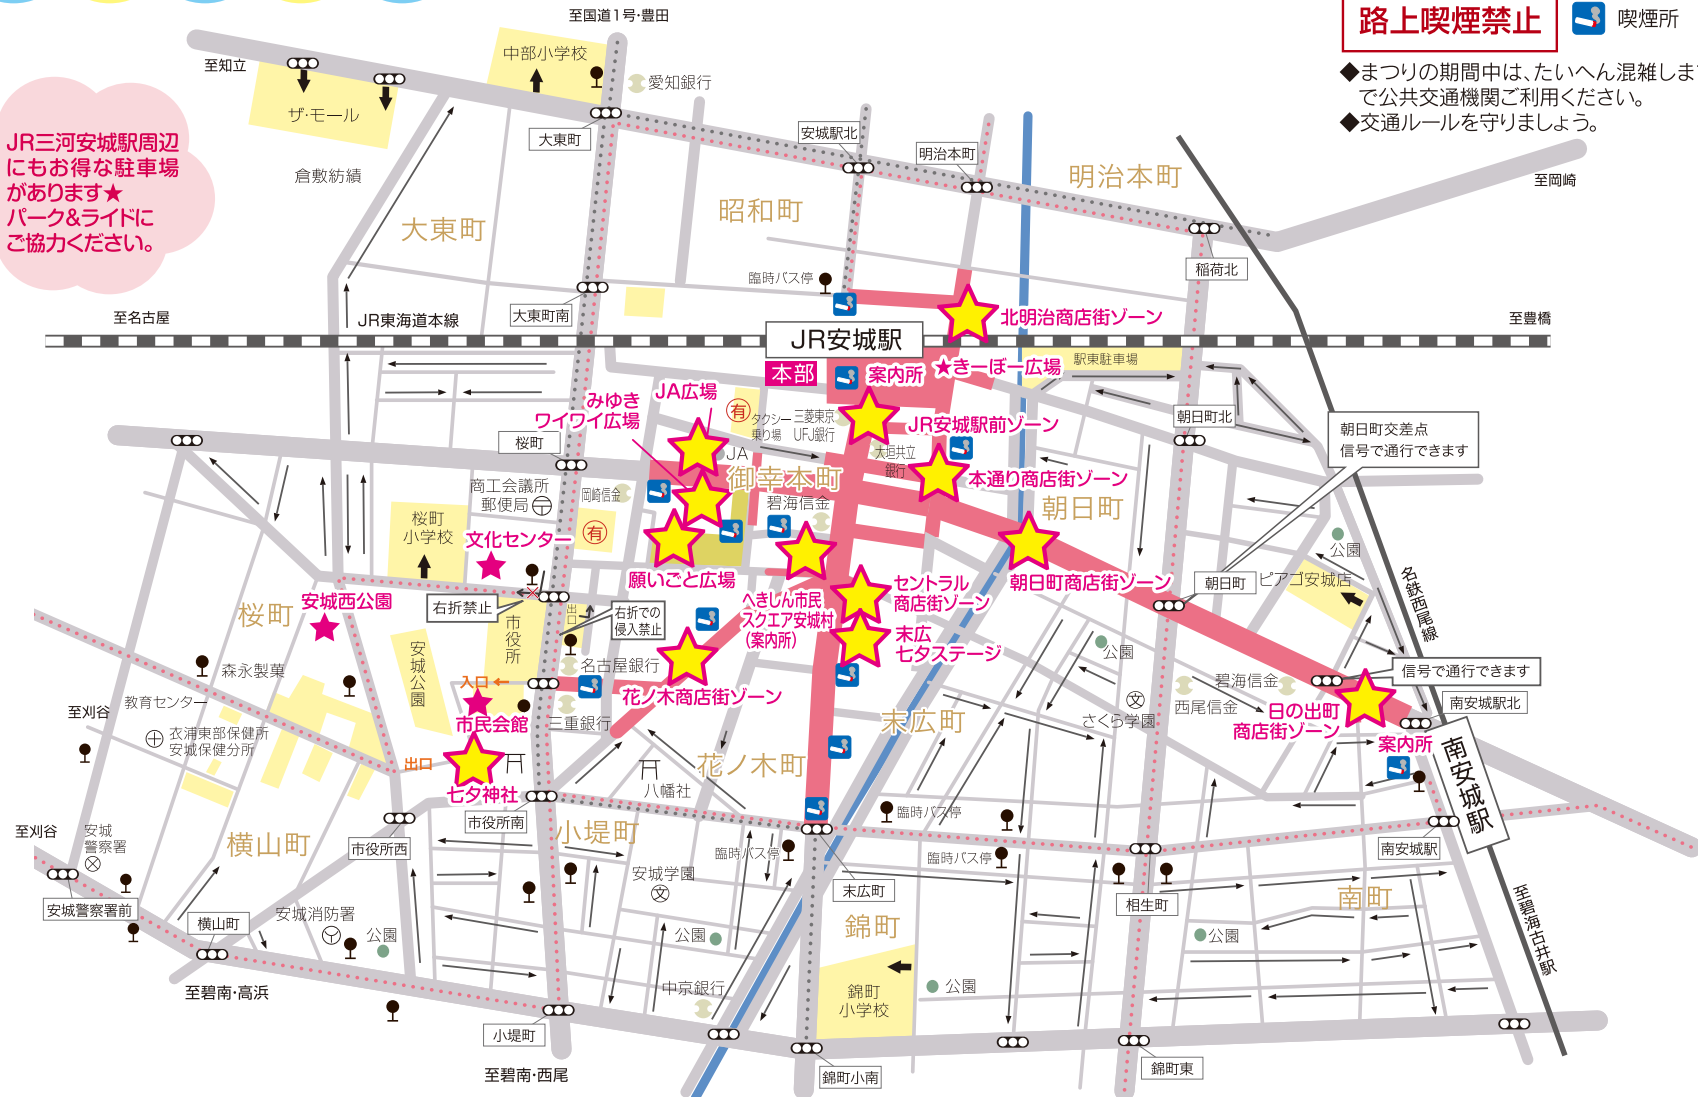 至国道1号・豊田
路上喫煙禁止
喫煙所
◆まつりの期間中は、たいへん混雑しま
で公共交通機関ご利用ください。
◆交通ルールを守りましょう。
至知立
中部小学校
愛知銀行
ザ・モール
大東町
安城駅北
明治本町
明治本町
至岡崎
JR三河安城駅周辺
にもお得な駐車場
があります★
パーク&ライドに
ご協力ください。
倉敷紡績
大東町
昭和町
稲荷北
臨時バス停
大東町南
至名古屋
JR東海道本線
JR安城駅
北明治商店街ゾーン
至豊橋
本部
案内所
★きーぼー広場
駅東駐車場
JA広場
みゆき
ワイワイ広場
有
タクシー
乗り場
三菱東京
UFJ銀行
JR安城駅前ゾーン
朝日町北
朝日町交差点
信号で通行できます
桜町
JA
大垣共立
銀行
御幸本町
本通り商店街ゾーン
商工会議所
郵便局
岡崎信金
碧海信金
朝日町
桜町
小学校
有
文化センター
公園
願いごと広場
セントラル
商店街ゾーン
朝日町商店街ゾーン
朝日町
ピアゴ安城店
名鉄西尾線
桜町
安城西公園
右折禁止
出口
右折での
侵入禁止
へきしん市民
スクエア安城村
(案内所)
末広
七夕ステージ
市役所
安城公園
公園
信号で通行できます
森永製菓
名古屋銀行
花ノ木商店街ゾーン
入口
教育センター
碧海信金
西尾信金
南安城駅北
至刈谷
市民会館
三重銀行
さくら学園
末広町
日の出町
商店街ゾーン
案内所
衣浦東部保健所
安城保健分所
出口
花ノ木町
南安城駅
七夕神社
八幡社
臨時バス停
至刈谷
安城
警察署
横山町
市役所西
市役所南
小堤町
臨時バス停
臨時バス停
南安城駅
安城学園
文
末広町
相生町
南町
安城警察署前
横山町
安城消防署
公園
公園
錦町
公園
至碧海古井駅
至碧南・高浜
中京銀行
錦町
小学校
公園
小堤町
至碧南・西尾
錦町小南
錦町東